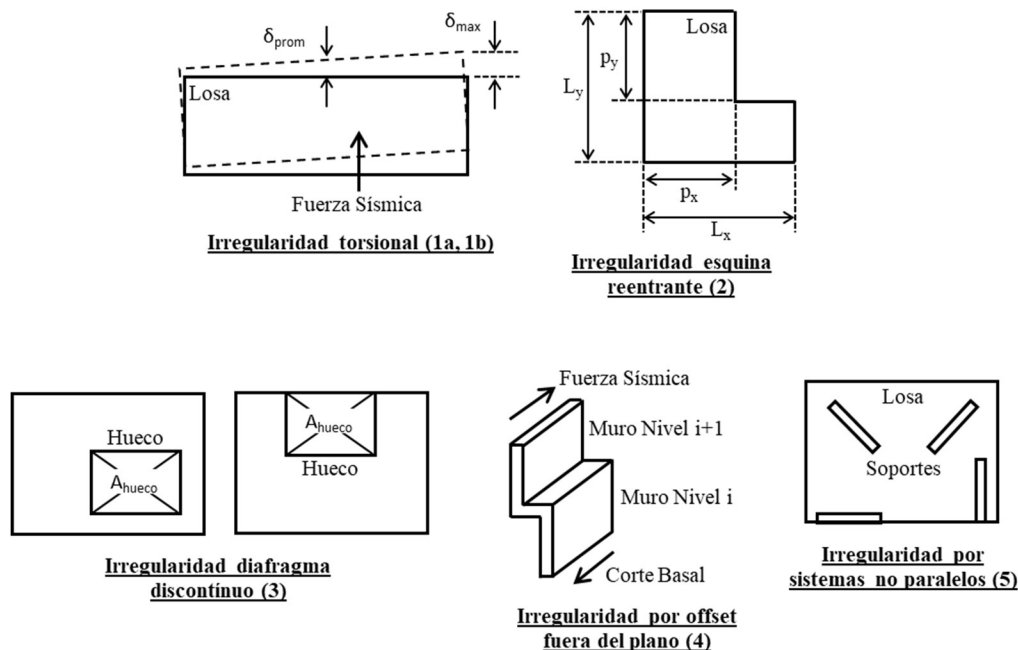 δprom
δmax
Losa
Fuerza Sísmica
Irregularidad torsional (1a, 1b)
Losa
py
Ly
px
Lx
Irregularidad esquina
reentrante (2)
Hueco
Ahueco
Ahueco
Hueco
Irregularidad diafragma
discontínuo (3)
Fuerza Sísmica
Muro Nivel i+1
Muro Nivel i
Corte Basal
Irregularidad por offset
fuera del plano (4)
Losa
Soportes
Irregularidad por
sistemas no paralelos (5)